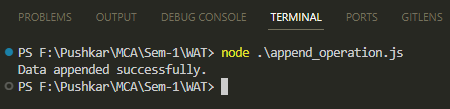 PROBLEMS OUTPUT DEBUG CONSOLE TERMINAL PORTS GITLENS
PS F:\Pushkar\MCA\Sem-1\WAT> node .\append_operation.js
Data appended successfully.
PS F:\Pushkar\MCA\Sem-1\WAT>